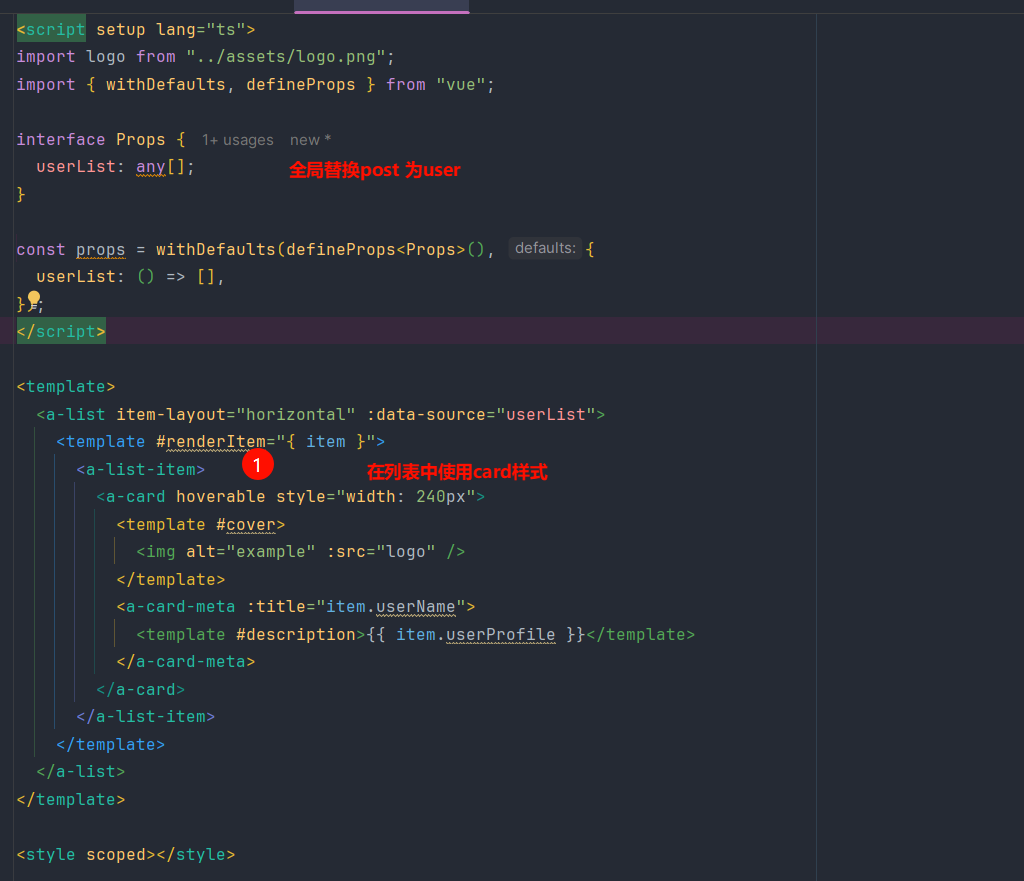 <script setup lang="ts">
import logo from "../assets/logo.png";
import { withDefaults, defineProps } from "vue";
interface Props { 1+ usages new *
userList: any[]; 全局替换post 为user
}
const props = withDefaults(defineProps<Props>(), defaults: {
userList: () => [],
});
</script>
<template>
<a-list item-layout="horizontal" :data-source="userList">
<template #renderItem="{ item }">
1
<a-list-item> 在列表中使用card样式
<a-card hoverable style="width: 240px">
<template #cover>
<img alt="example" :src="logo" />
</template>
<a-card-meta :title="item.userName">
<template #description>{{ item.userProfile }}</template>
</a-card-meta>
</a-card>
</a-list-item>
</template>
</a-list>
</template>
<style scoped></style>